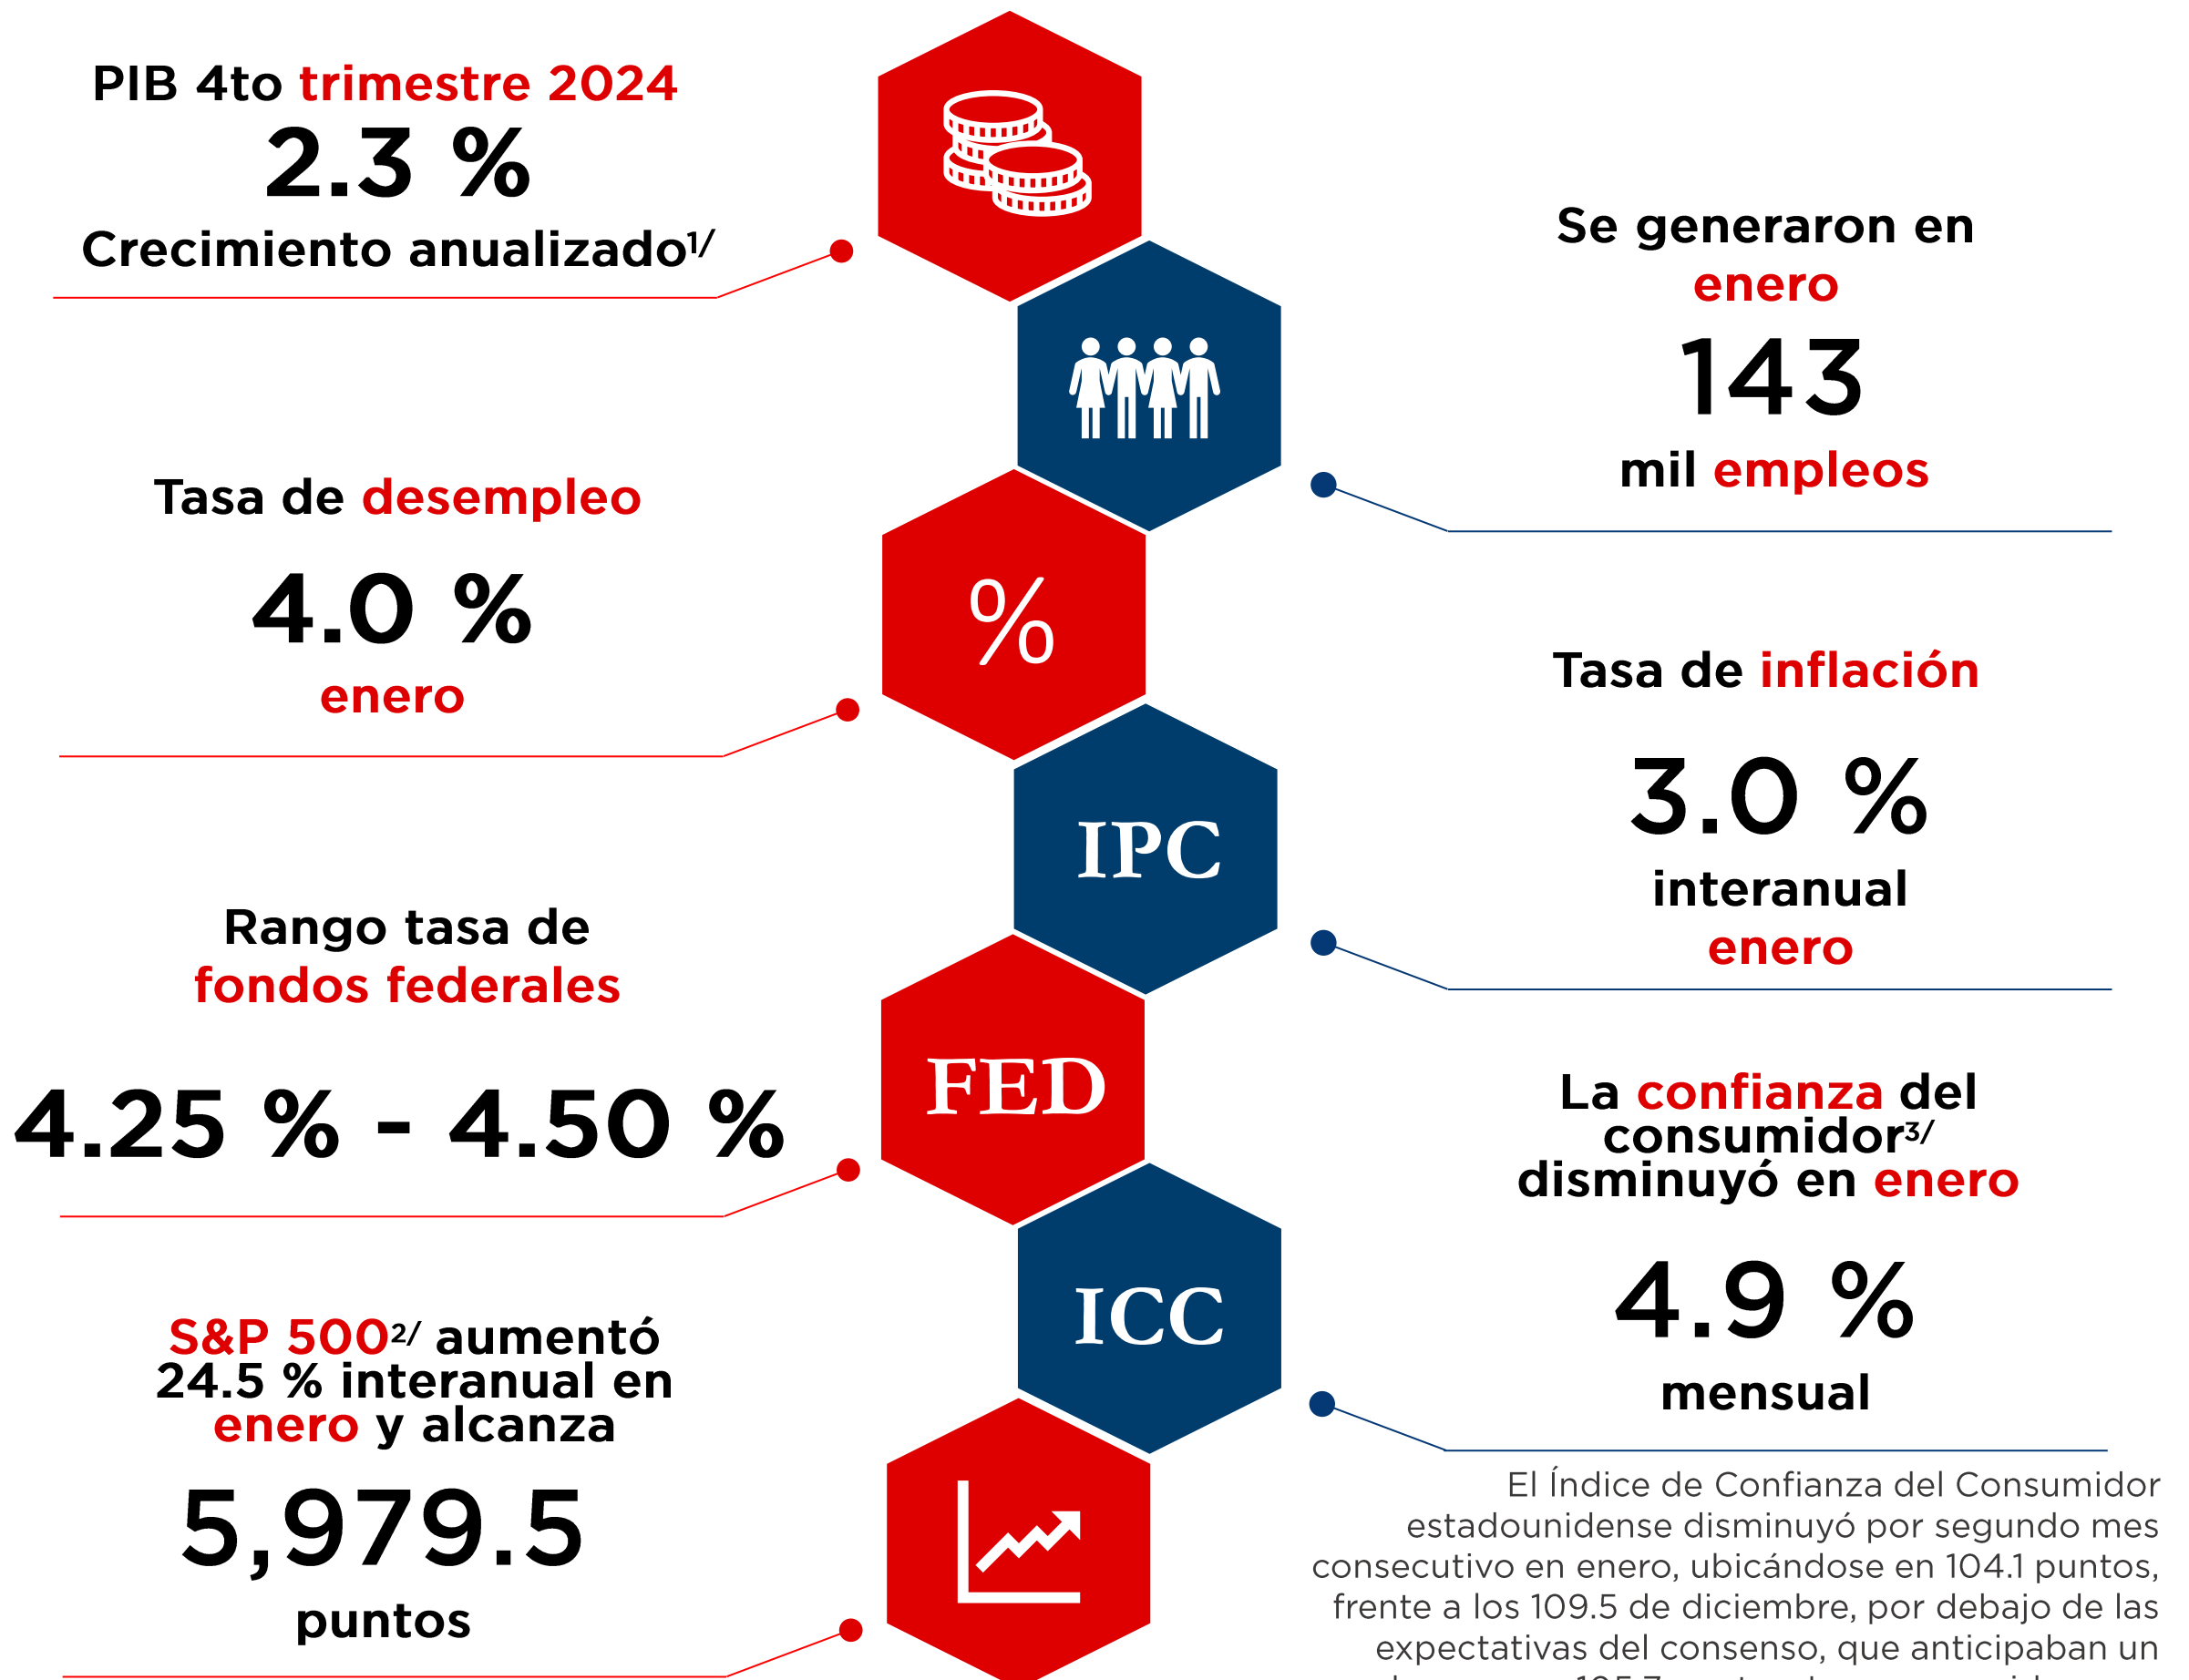 PIB 4to trimestre 2024
2.3 %
Crecimiento anualizado1/
Se generaron en
enero
143
mil empleos
Tasa de desempleo
4.0 %
enero
%
Tasa de inflación
3.0 %
interanual
enero
IPC
Rango tasa de
fondos federales
4.25 % - 4.50 %
FED
La confianza del
consumidor3/
disminuyó en enero
4.9 %
mensual
ICC
S&P 5002/ aumentó
24.5 % interanual en
enero y alcanza
5,979.5
puntos
El Índice de Confianza del Consumidor
estadounidense disminuyó por segundo mes
consecutivo en enero, ubicándose en 104.1 puntos,
frente a los 109.5 de diciembre, por debajo de las
expectativas del consenso, que anticipaban un